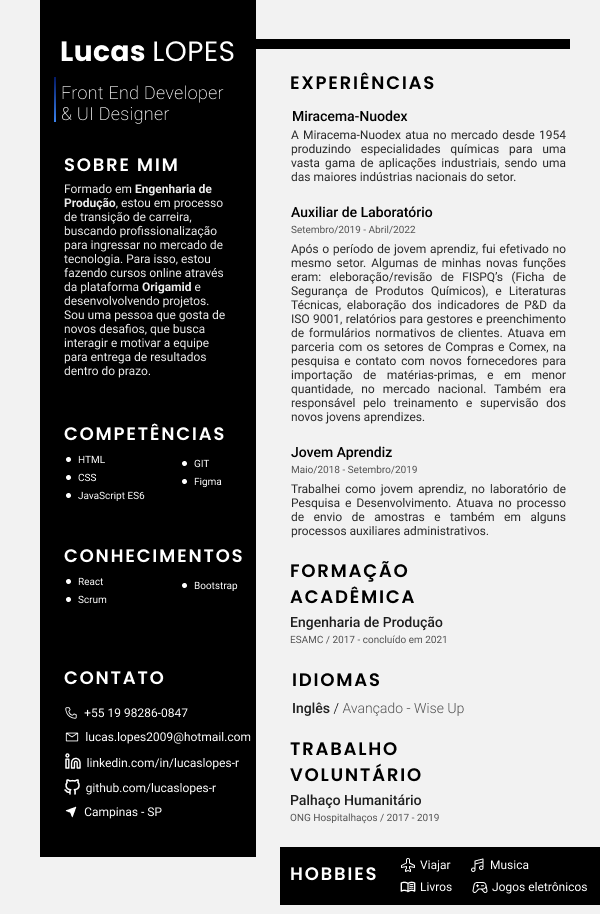 Lucas LOPES
Front End Developer
& UI Designer
SOBRE MIM
Formado em Engenharia de
Produção, estou em processo
de transição de carreira,
buscando profissionalização
para ingressar no mercado de
tecnologia. Para isso, estou
fazendo cursos online através
da plataforma Origamid e
desenvolvolvendo projetos.
Sou uma pessoa que gosta de
novos desafios, que busca
interagir e motivar a equipe
para entrega de resultados
dentro do prazo.
COMPETÊNCIAS
HTML
CSS
JavaScript ES6
GIT
Figma
CONHECIMENTOS
React
Scrum
Bootstrap
CONTATO
+55 19 98286-0847
lucas.lopes2009@hotmail.com
linkedin.com/in/lucaslopes-r
github.com/lucaslopes-r
Campinas - SP
EXPERIÊNCIAS
Miracema-Nuodex
A Miracema-Nuodex atua no mercado desde 1954
produzindo especialidades químicas para uma
vasta gama de aplicações industriais, sendo uma
das maiores indústrias nacionais do setor.
Auxiliar de Laboratório
Setembro/2019 - Abril/2022
Após o período de jovem aprendiz, fui efetivado no
mesmo setor. Algumas de minhas novas funções
eram: eleboração/revisão de FISPQ's (Ficha de
Segurança de Produtos Químicos), e Literaturas
Técnicas, elaboração dos indicadores de P&D da
ISO 9001, relatórios para gestores e preenchimento
de formulários normativos de clientes. Atuava em
parceria com os setores de Compras e Comex, na
pesquisa e contato com novos fornecedores para
importação de matérias-primas, e em menor
quantidade, no mercado nacional. Também era
responsável pelo treinamento e supervisão dos
novos jovens aprendizes.
Jovem Aprendiz
Maio/2018 - Setembro/2019
Trabalhei como jovem aprendiz, no laboratório de
Pesquisa e Desenvolvimento. Atuava no processo
de envio de amostras e também em alguns
processos auxiliares administrativos.
FORMAÇÃO
ACADÊMICA
Engenharia de Produção
ESAMC / 2017 - concluído em 2021
IDIOMAS
Inglês / Avançado - Wise Up
TRABALHO
VOLUNTÁRIO
Palhaço Humanitário
ONG Hospitalhaços / 2017 - 2019
HOBBIES
Viajar
Musica
Livros
Jogos eletrônicos